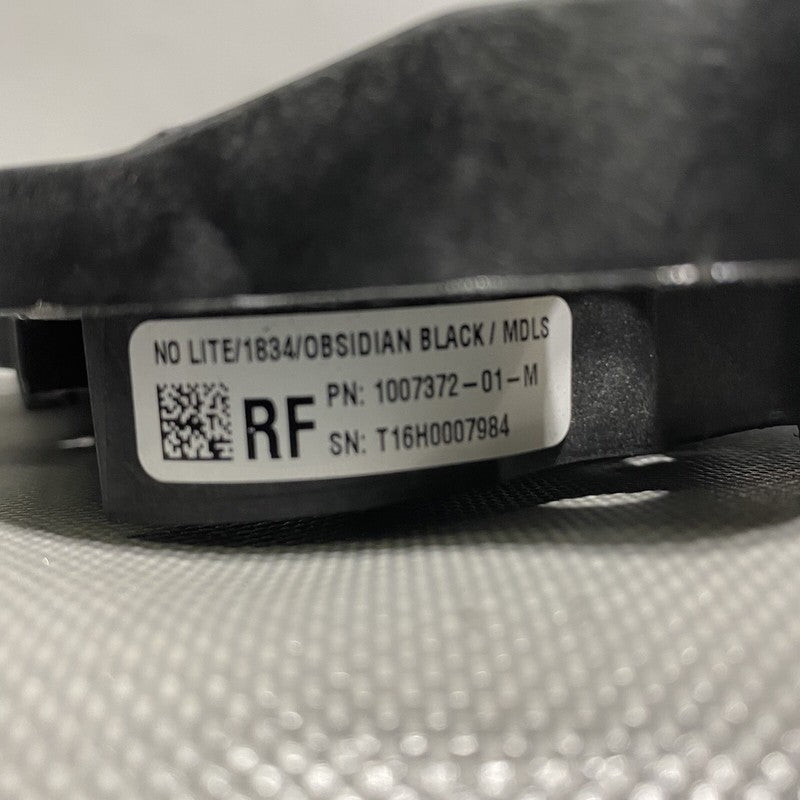 NO LITE/1834/OBSIDIAN BLACK/ MDLS
RF
PN: 1007372-01-M
SN: T16H0007984